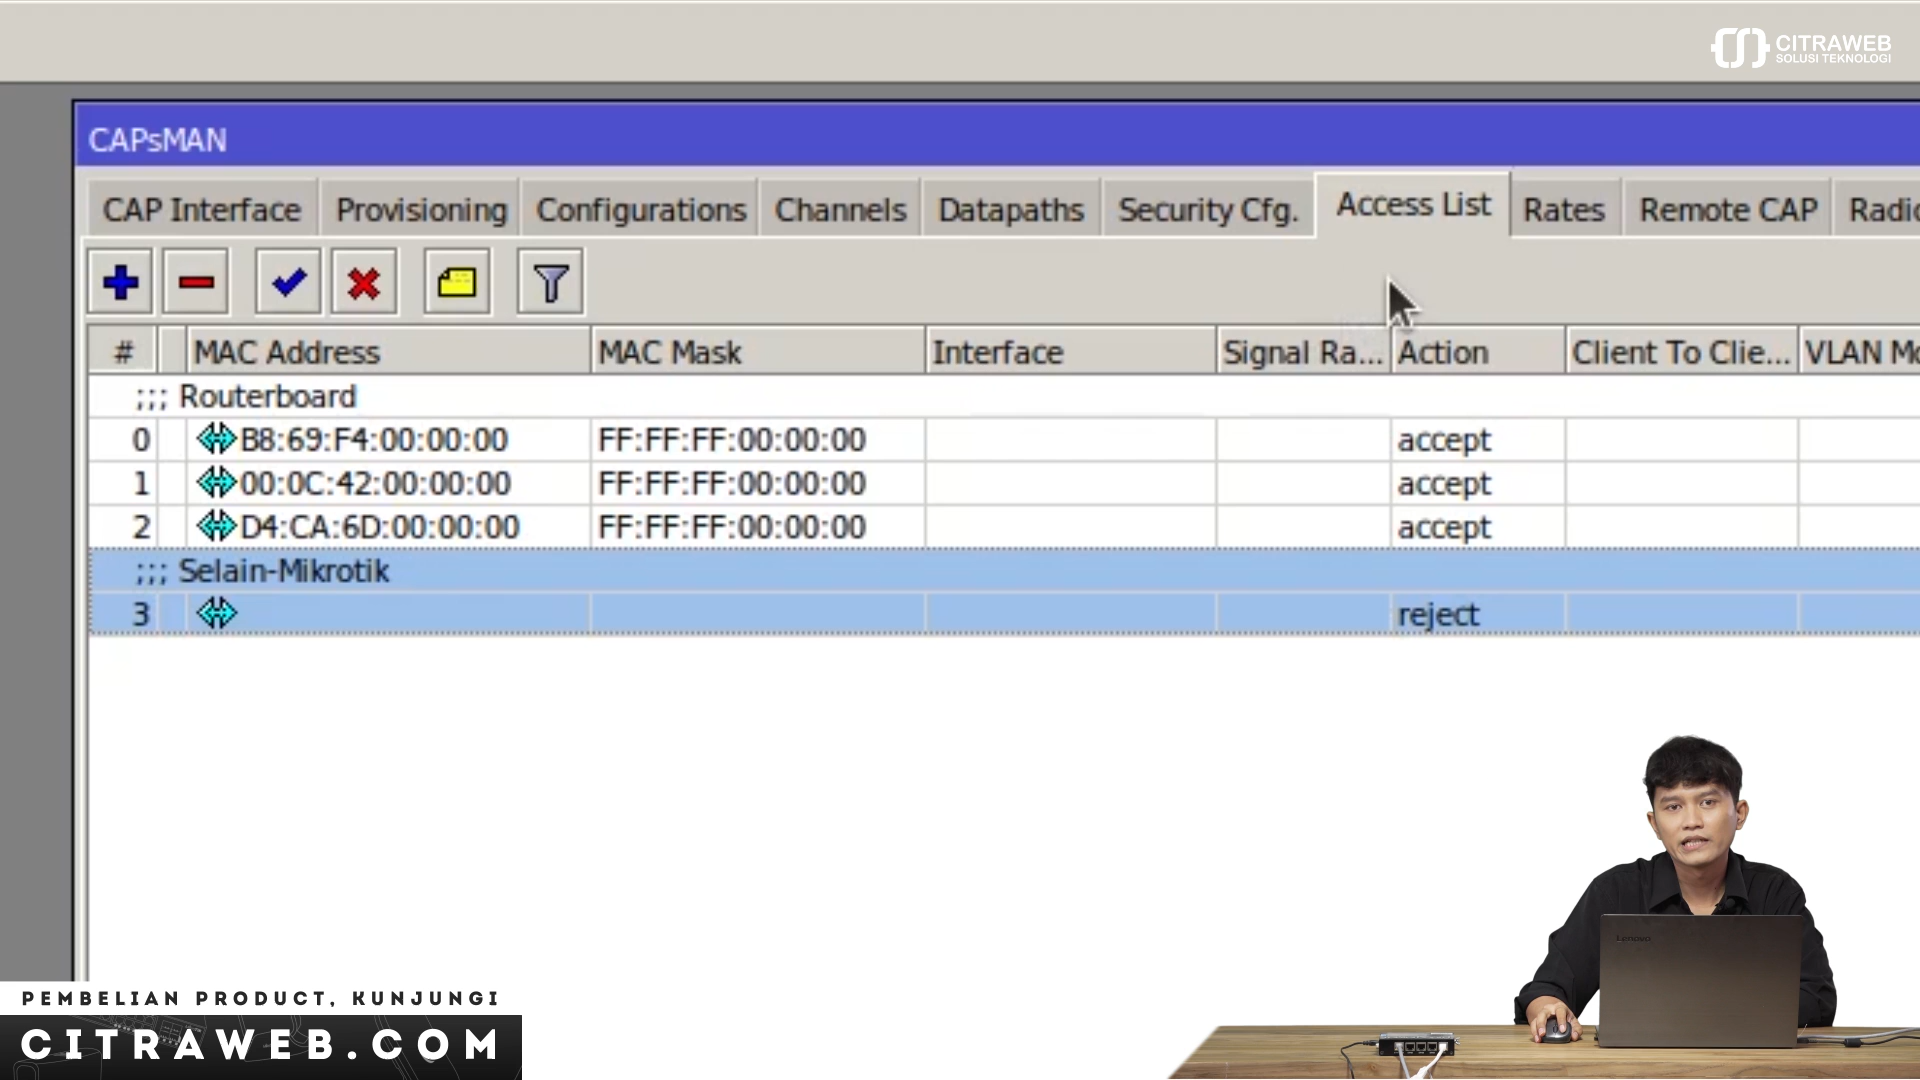 CITRAWEB
SOLUSI TEKNOLOGI
CAPsMAN
CAP Interface Provisioning Configurations Channels Datapaths Security Cfg. Access List Rates Remote CAP Radio
# MAC Address MAC Mask Interface Signal Ra... Action Client To Clie... VLAN Mo
;;; Routerboard
0 B8:69:F4:00:00:00 FF:FF:FF:00:00:00 accept
1 00:0C:42:00:00:00 FF:FF:FF:00:00:00 accept
2 D4:CA:6D:00:00:00 FF:FF:FF:00:00:00 accept
;;; Selain-Mikrotik
3 reject
Lenovo
PEMBELIAN PRODUCT, KUNJUNGI
CITRAWEB.COM